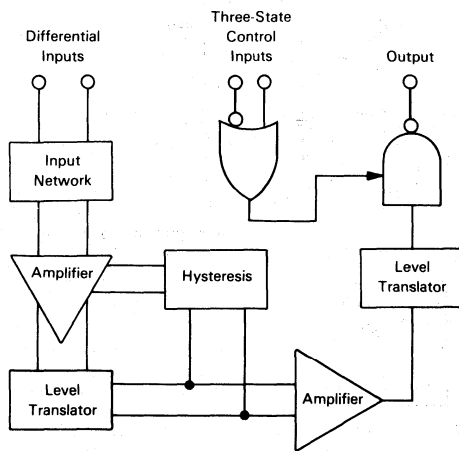 Differential
Inputs
Three-State
Control
Inputs
Output
Input
Network
Amplifier
Hysteresis
Level
Translator
Level
Translator
Amplifier